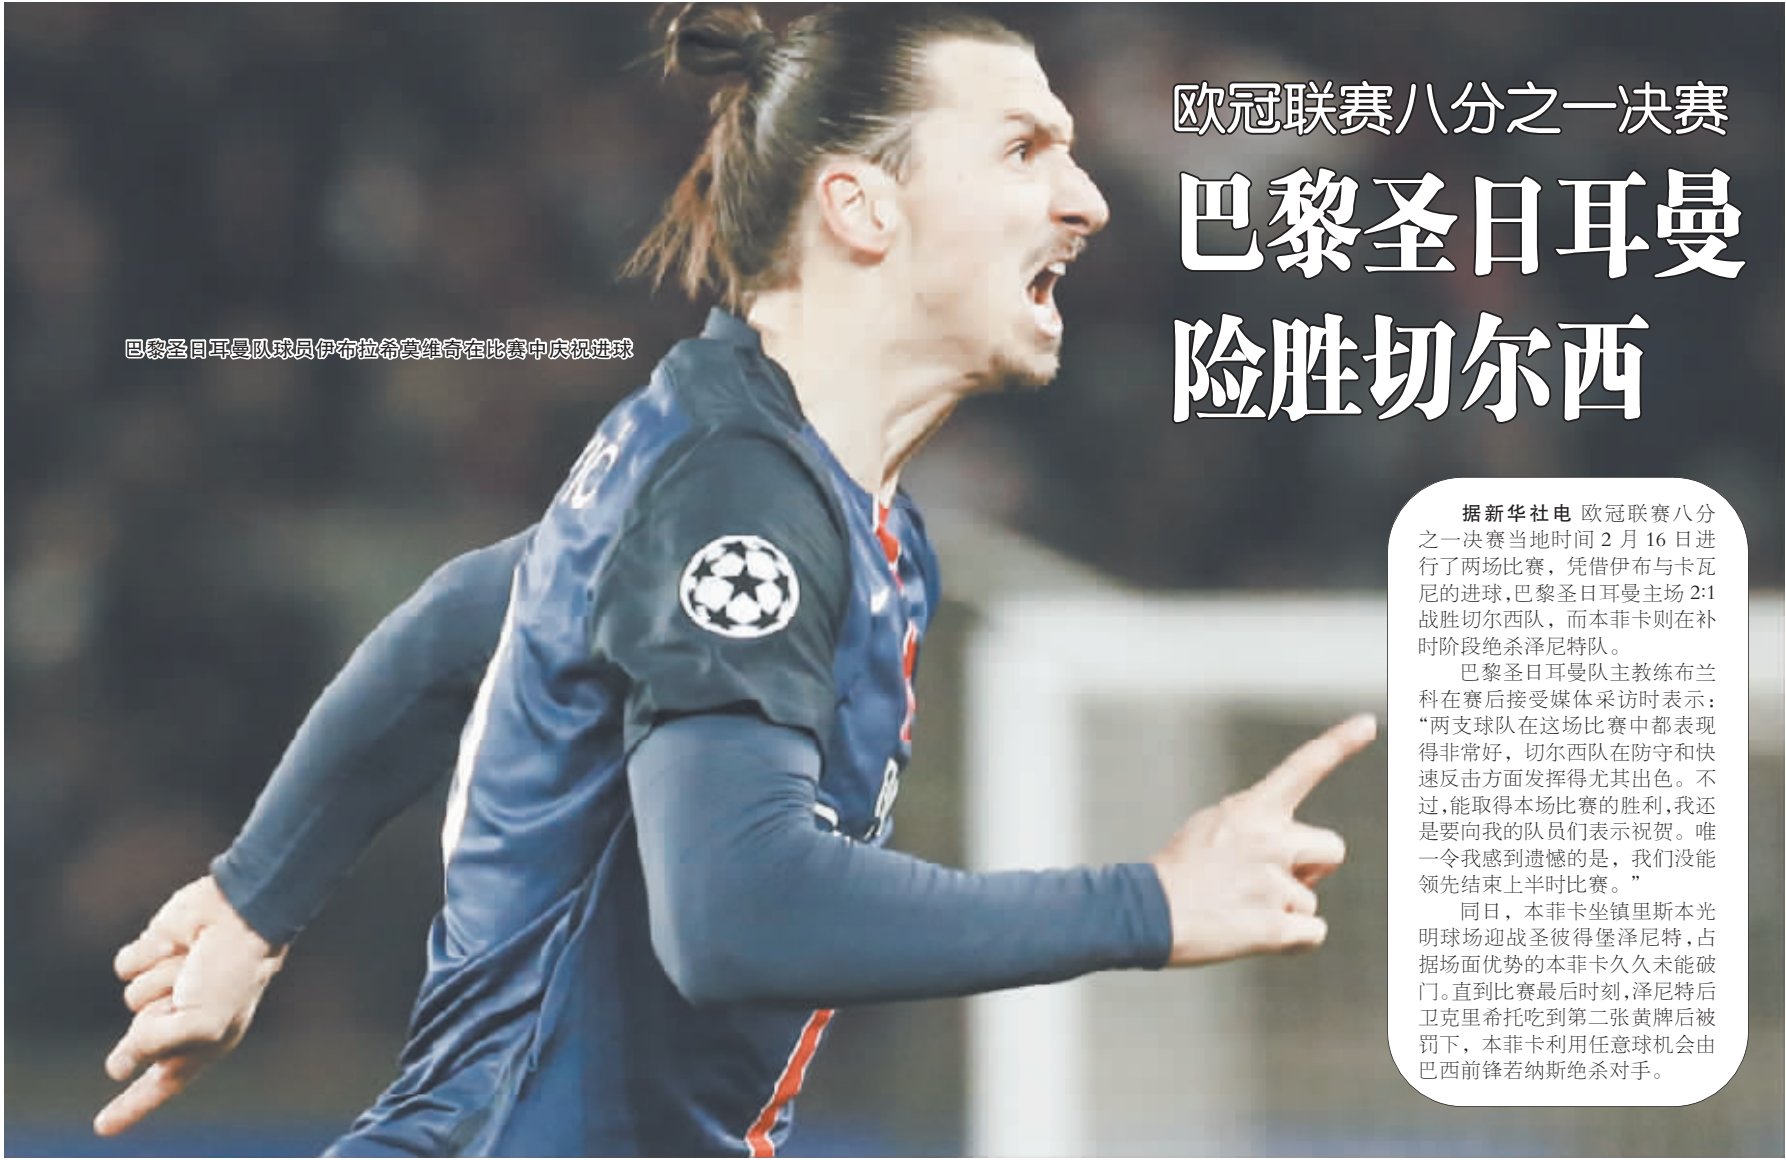 欧冠联赛八分之一决赛
巴黎圣日耳曼
险胜切尔西
巴黎圣日耳曼队球员伊布拉希莫维奇在比赛中庆祝进球
据新华社电 欧冠联赛八分
之一决赛当地时间 2 月 16 日进
行了两场比赛，凭借伊布与卡瓦
尼的进球,巴黎圣日耳曼主场 2:1
战胜切尔西队，而本菲卡则在补
时阶段绝杀泽尼特队。
巴黎圣日耳曼队主教练布兰
科在赛后接受媒体采访时表示：
“两支球队在这场比赛中都表现
得非常好，切尔西队在防守和快
速反击方面发挥得尤其出色。不
过,能取得本场比赛的胜利,我还
是要向我的队员们表示祝贺。唯
一令我感到遗憾的是，我们没能
领先结束上半时比赛。”
同日，本菲卡坐镇里斯本光
明球场迎战圣彼得堡泽尼特,占
据场面优势的本菲卡久久未能破
门。直到比赛最后时刻,泽尼特后
卫克里希托吃到第二张黄牌后被
罚下，本菲卡利用任意球机会由
巴西前锋若纳斯绝杀对手。